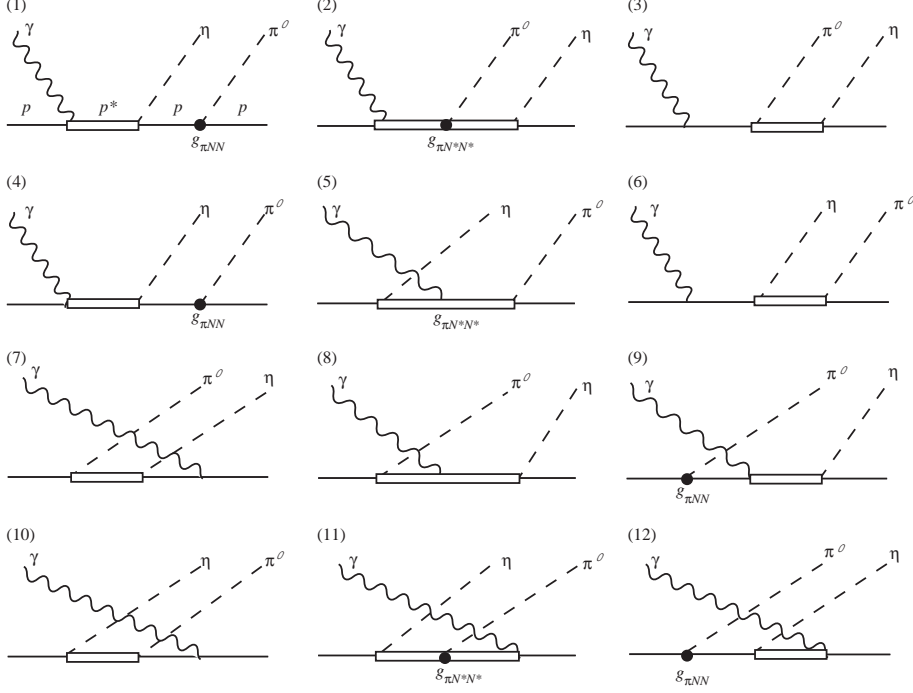 (1) (2) (3)
γ η π⁰ γ π⁰ η γ π⁰ η
p p* p p
g_πNN g_πN*N*
(4) (5) (6)
γ η π⁰ γ η π⁰ γ η π⁰
g_πNN g_πN*N*
(7) (8) (9)
γ π⁰ η γ π⁰ η γ π⁰ η
g_πNN
(10) (11) (12)
γ η π⁰ γ η π⁰ γ π⁰ η
g_πN*N* g_πNN